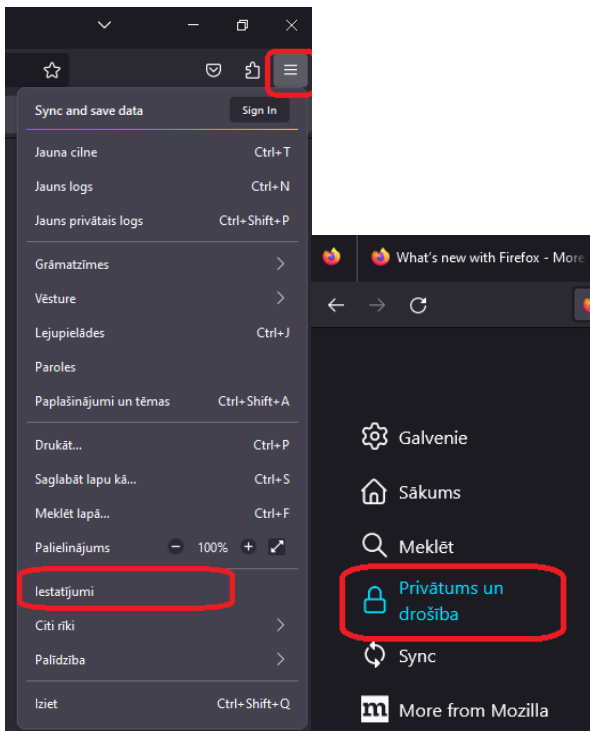 Sync and save data Sign In
Jauna cilne Ctrl+T
Jauns logs Ctrl+N
Jauns privātais logs Ctrl+Shift+P
Grāmatzīmes
Vēsture
Lejupielādes Ctrl+J
Paroles
Paplašinājumi un tēmas Ctrl+Shift+A
Drukāt... Ctrl+P
Saglabāt lapu kā... Ctrl+S
Meklēt lapā... Ctrl+F
Palielinājums − 100% +
Iestatījumi
Citi rīki
Palīdzība
Iziet Ctrl+Shift+Q
What's new with Firefox - More
Galvenie
Sākums
Meklēt
Privātums un
drošība
Sync
m More from Mozilla